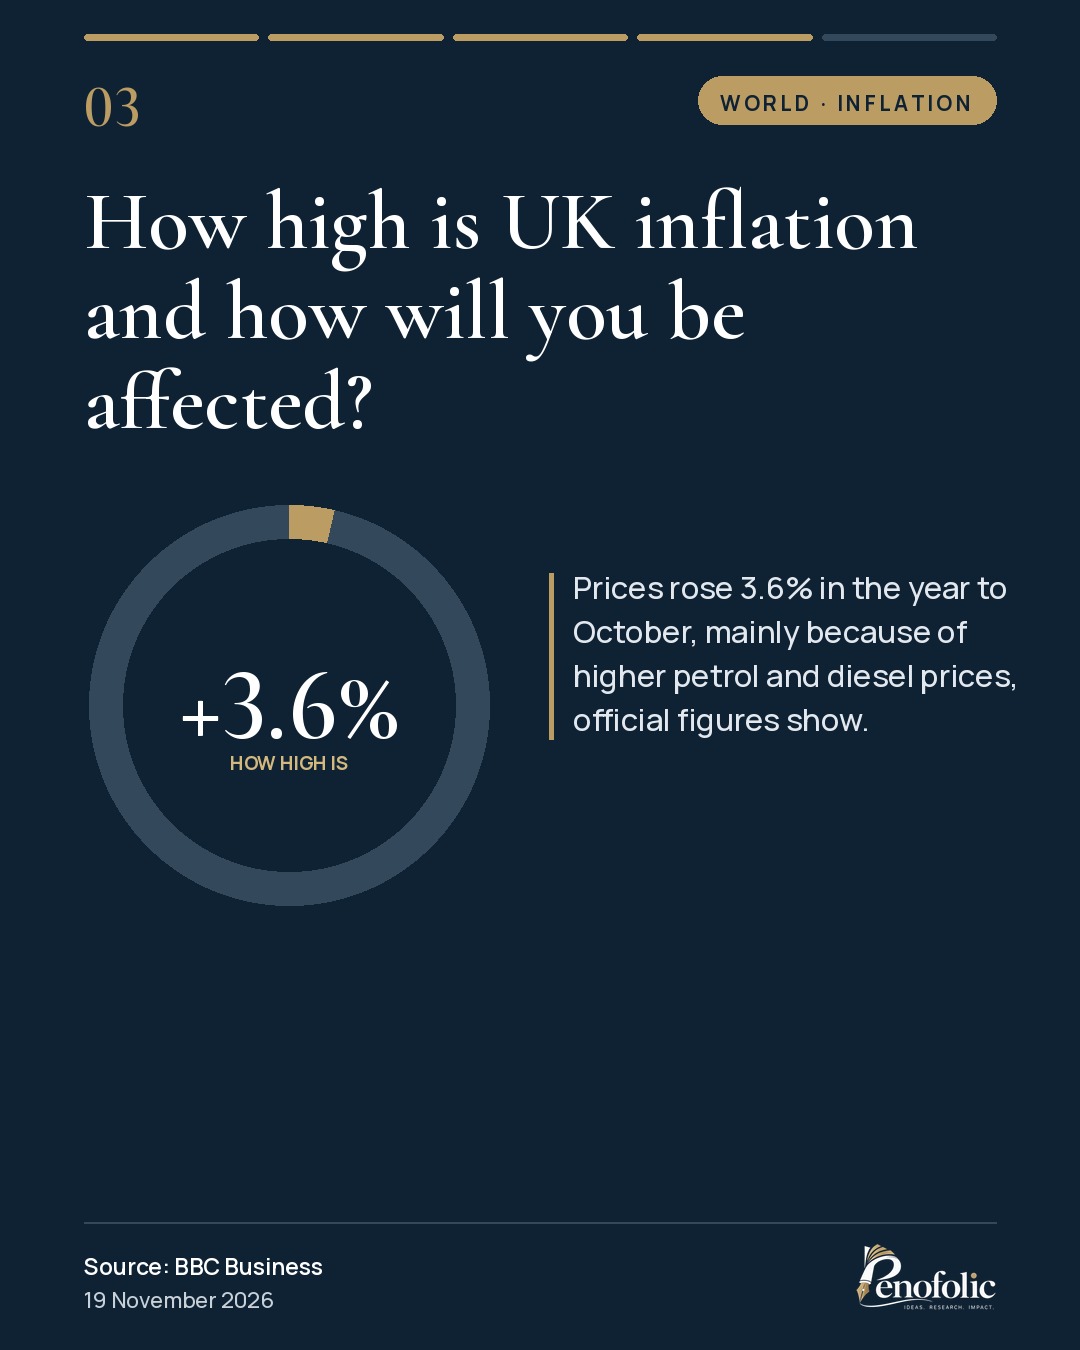 03
WORLD · INFLATION
How high is UK inflation
and how will you be
affected?
+3.6%
HOW HIGH IS
Prices rose 3.6% in the year to
October, mainly because of
higher petrol and diesel prices,
official figures show.
Source: BBC Business
19 November 2026
Penofolic
IDEAS. RESEARCH. IMPACT.